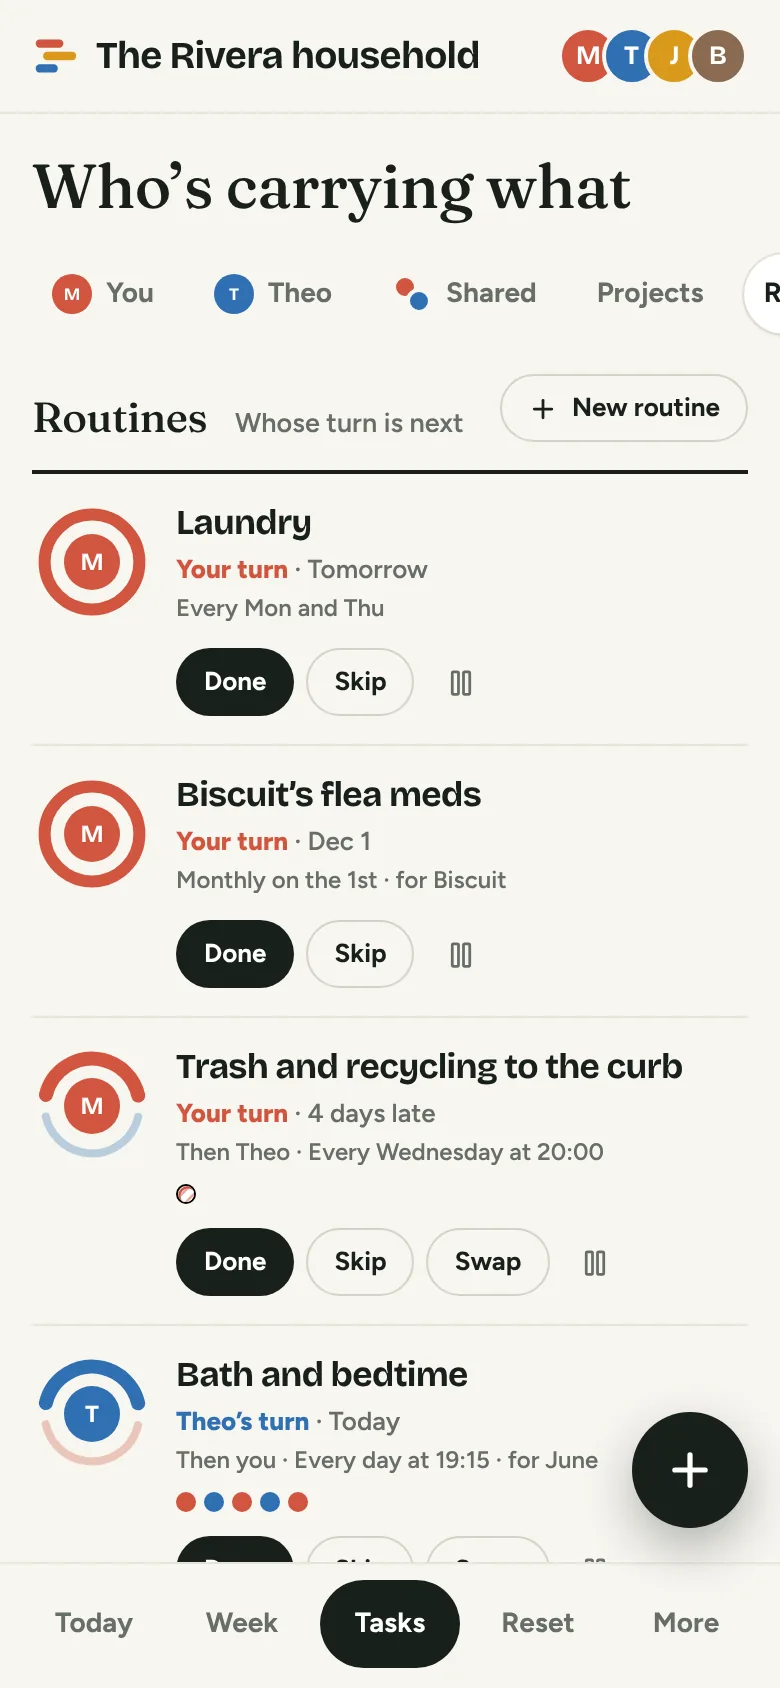 The Rivera household
M T J B
Who’s carrying what
M You T Theo Shared Projects R
Routines Whose turn is next + New routine
M
Laundry
Your turn · Tomorrow
Every Mon and Thu
Done Skip
M
Biscuit’s flea meds
Your turn · Dec 1
Monthly on the 1st · for Biscuit
Done Skip
M
Trash and recycling to the curb
Your turn · 4 days late
Then Theo · Every Wednesday at 20:00
Done Skip Swap
T
Bath and bedtime
Theo’s turn · Today
Then you · Every day at 19:15 · for June
Today Week Tasks Reset More